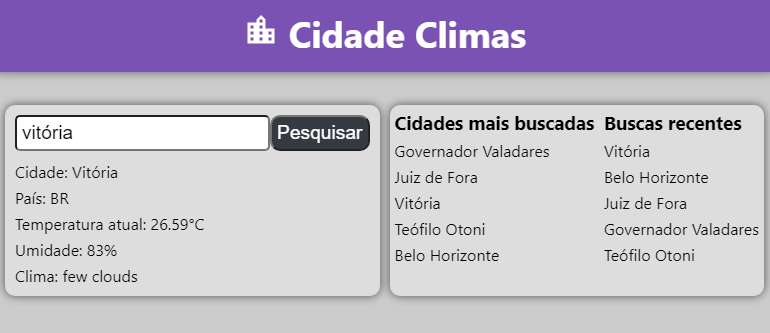 Cidade Climas
vitória
Pesquisar
Cidade: Vitória
País: BR
Temperatura atual: 26.59°C
Umidade: 83%
Clima: few clouds
Cidades mais buscadas
Governador Valadares
Juiz de Fora
Vitória
Teófilo Otoni
Belo Horizonte
Buscas recentes
Vitória
Belo Horizonte
Juiz de Fora
Governador Valadares
Teófilo Otoni